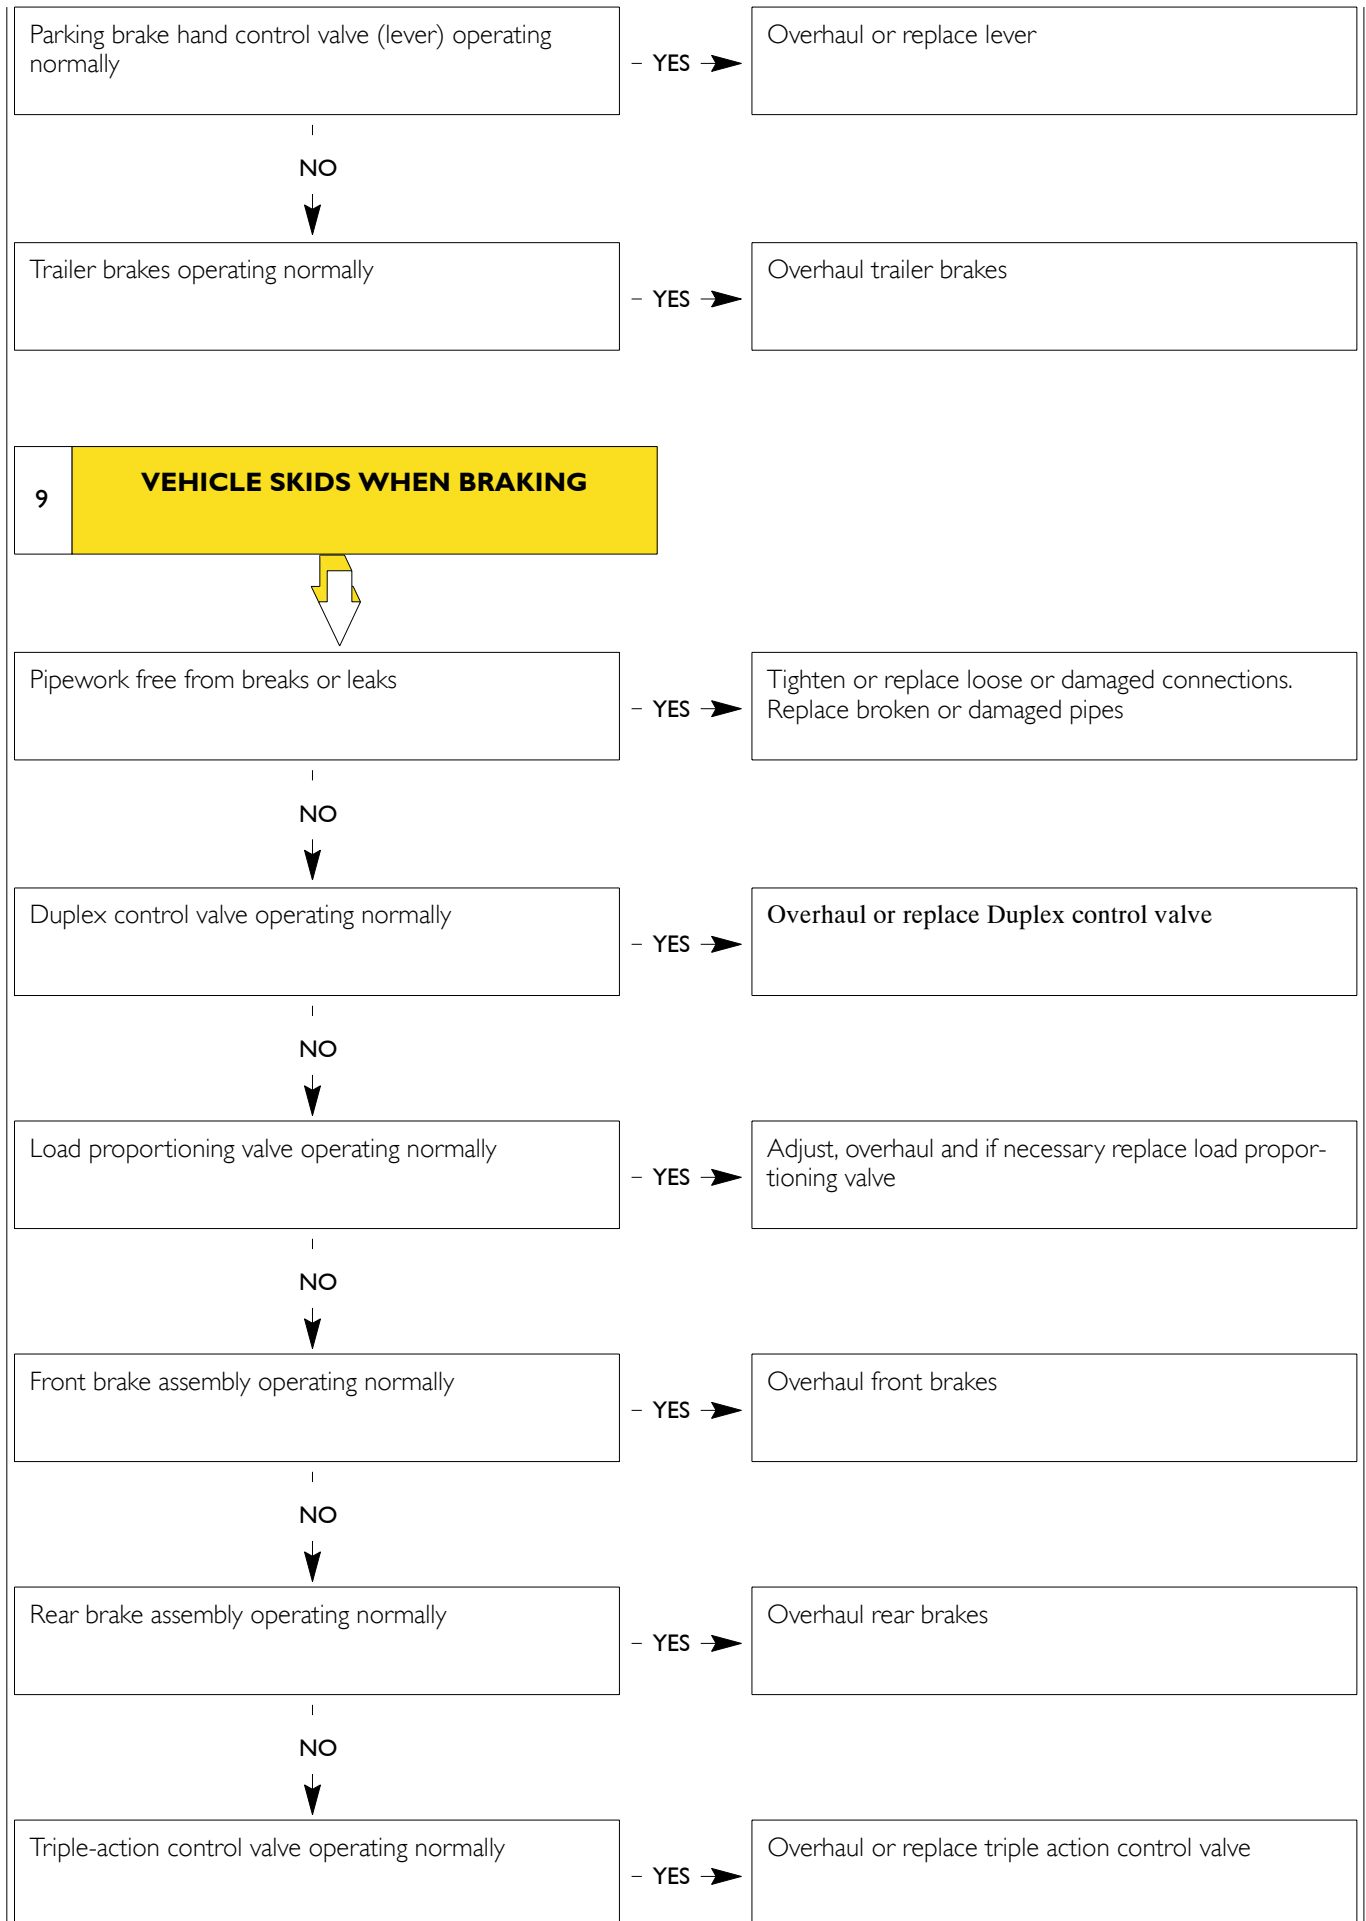 Parking brake hand control valve (lever) operating
normally
YES
Overhaul or replace lever
NO
Trailer brakes operating normally
YES
Overhaul trailer brakes
9
VEHICLE SKIDS WHEN BRAKING
Pipework free from breaks or leaks
YES
Tighten or replace loose or damaged connections.
Replace broken or damaged pipes
NO
Duplex control valve operating normally
YES
Overhaul or replace Duplex control valve
NO
Load proportioning valve operating normally
YES
Adjust, overhaul and if necessary replace load propor-
tioning valve
NO
Front brake assembly operating normally
YES
Overhaul front brakes
NO
Rear brake assembly operating normally
YES
Overhaul rear brakes
NO
Triple-action control valve operating normally
YES
Overhaul or replace triple action control valve